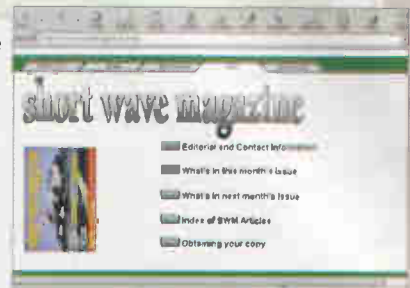 short wave magazine
Editorial and Contact Information
What's in this month's issue
What's in next month's issue
Index of SWM Articles
Obtaining your copy